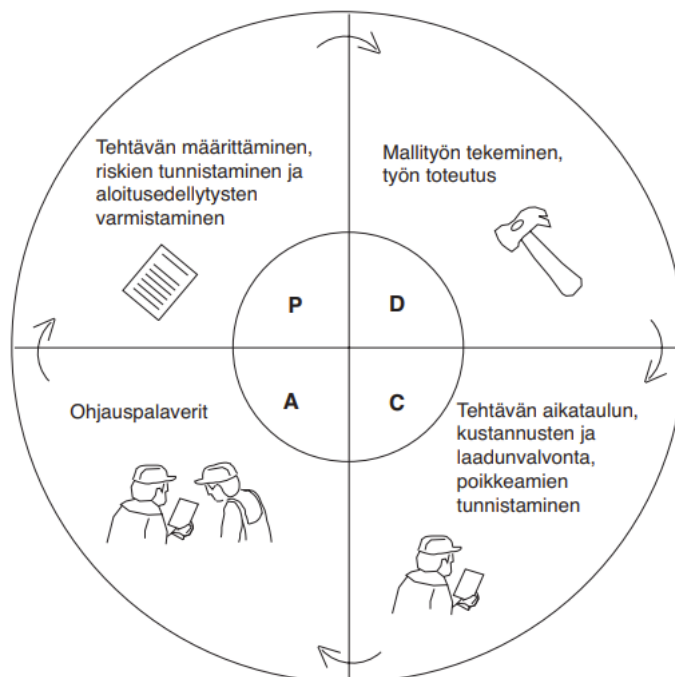 Tehtävän määrittäminen,
riskien tunnistaminen ja
aloitusedellytysten
varmistaminen
Mallityön tekeminen,
työn toteutus
P
D
A
C
Ohjauspalaverit
Tehtävän aikataulun,
kustannusten ja
laadunvalvonta,
poikkeamien
tunnistaminen